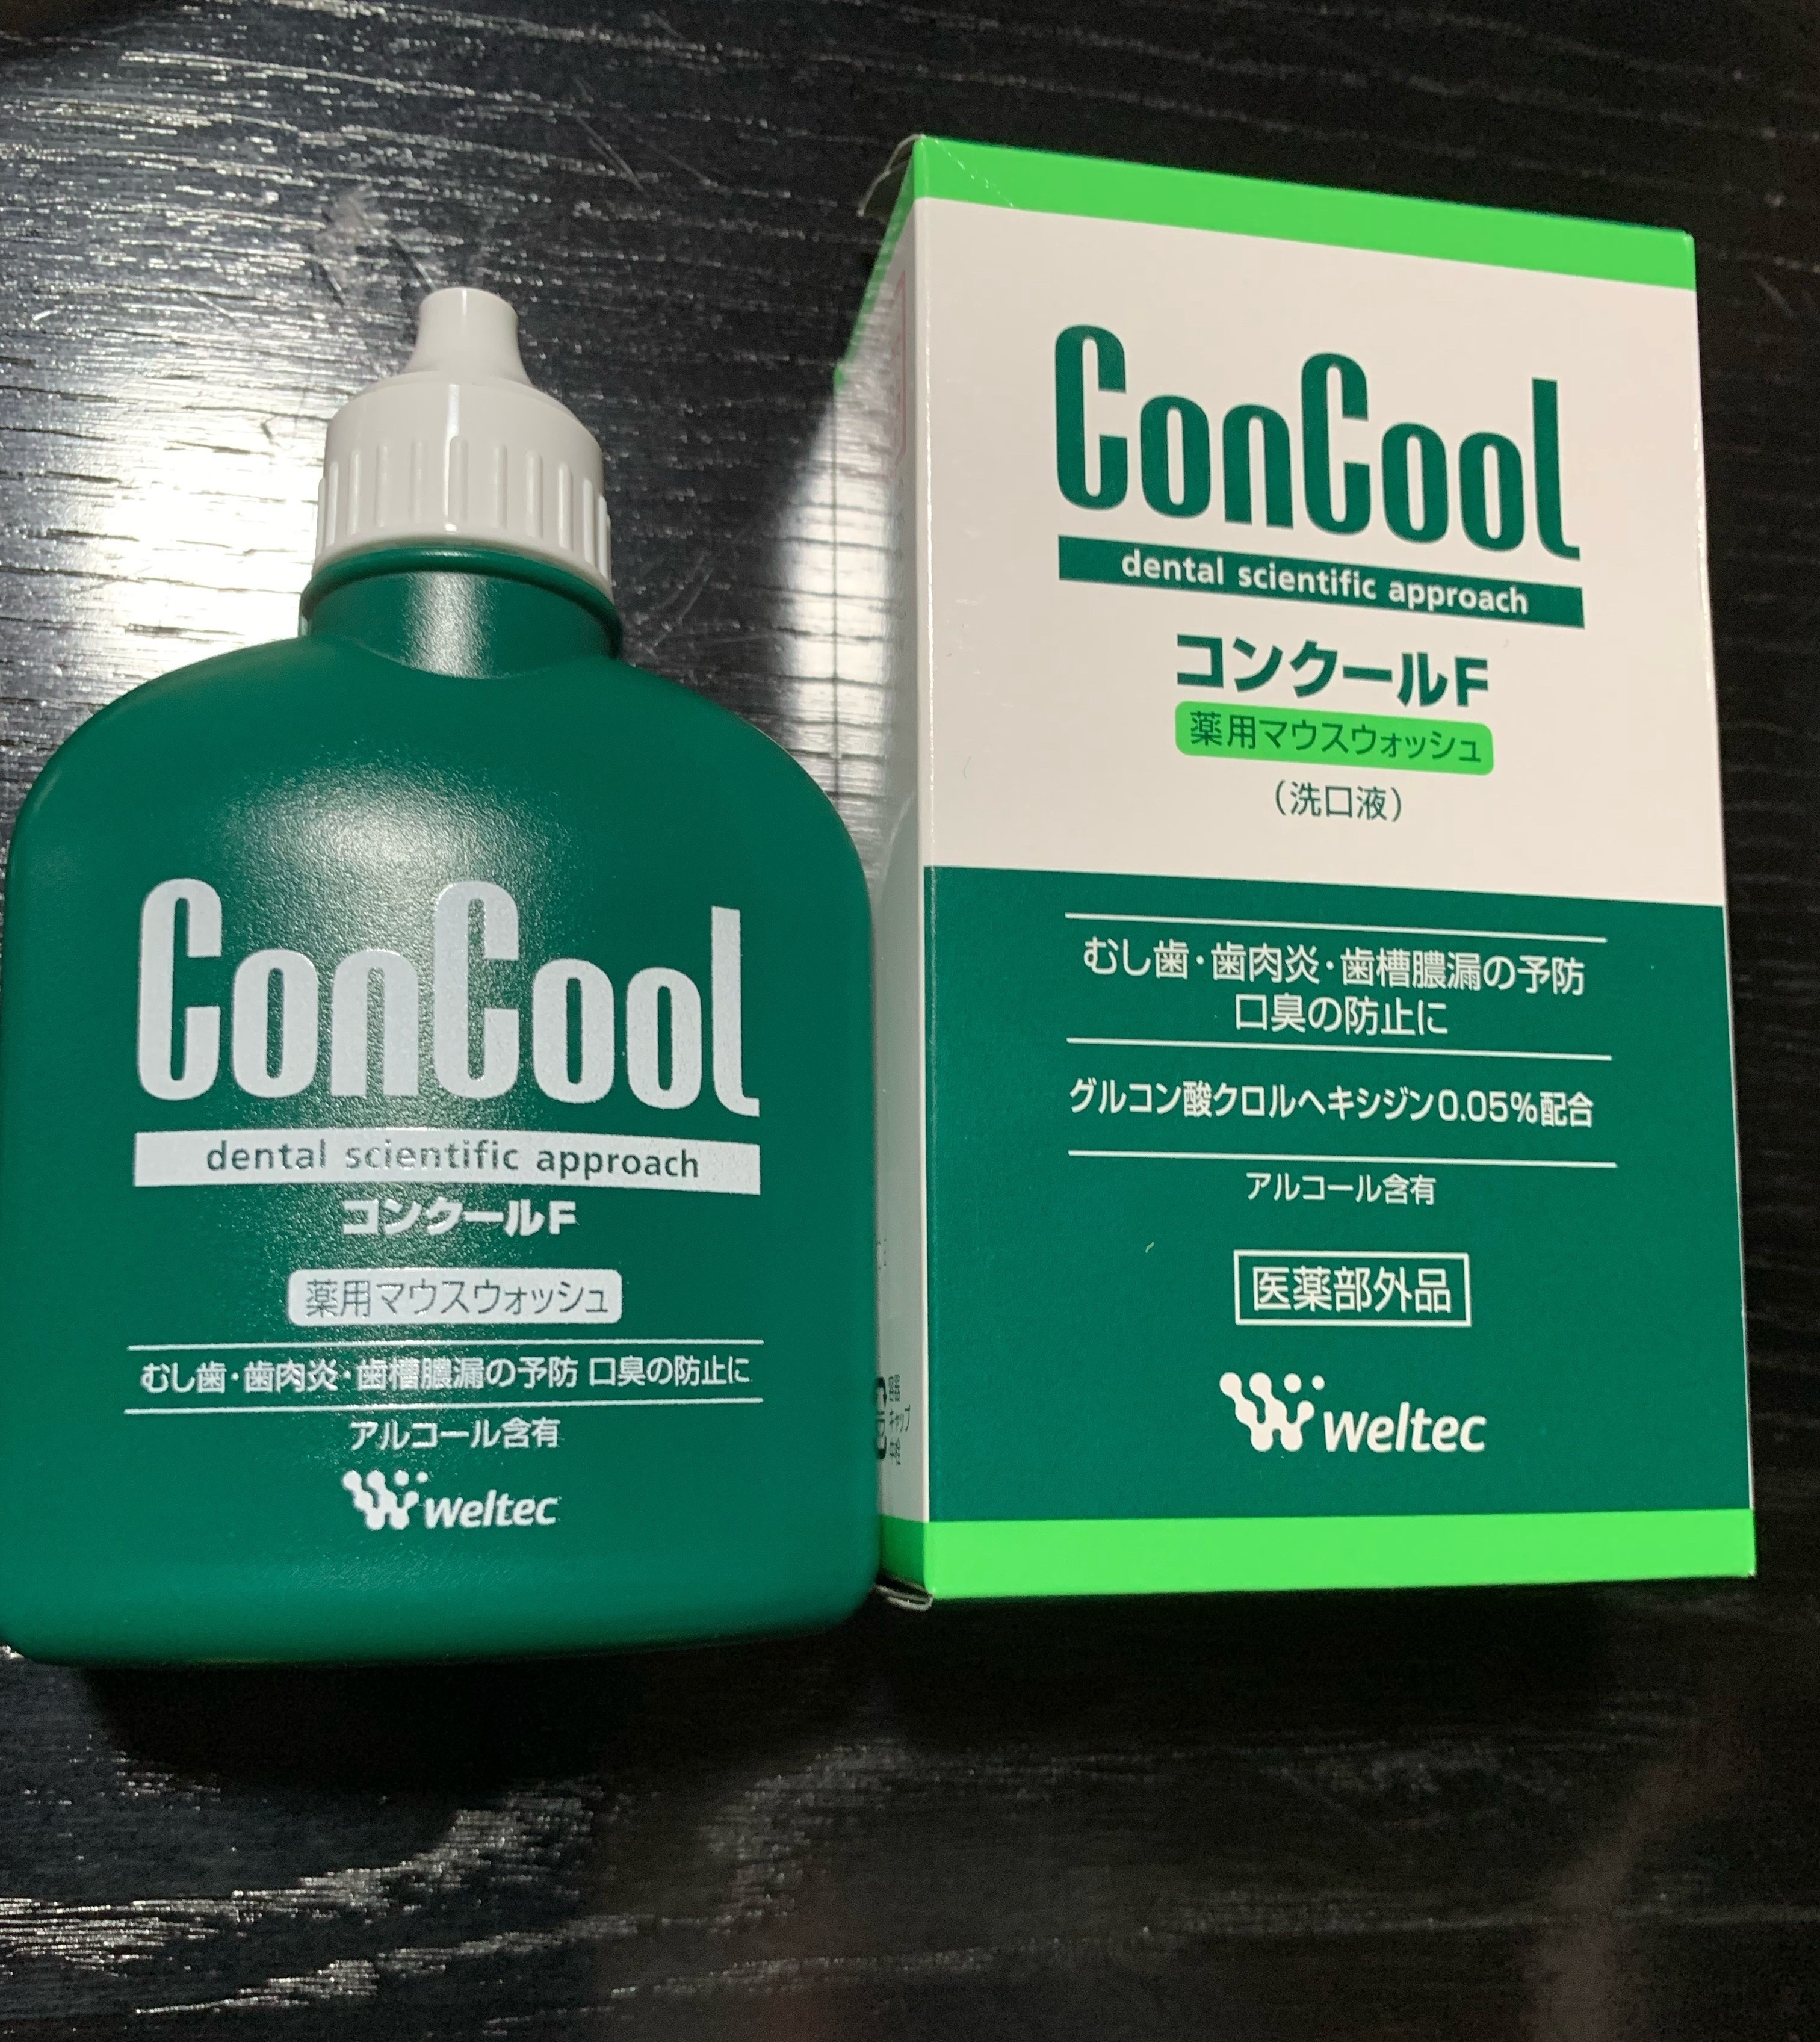 ConCool
dental scientific approach
コンクールF
薬用マウスウォッシュ
むし歯・歯肉炎・歯槽膿漏の予防 口臭の防止に
アルコール含有
weltec
ConCool
dental scientific approach
コンクールF
薬用マウスウォッシュ
（洗口液）
むし歯・歯肉炎・歯槽膿漏の予防
口臭の防止に
グルコン酸クロルヘキシジン0.05%配合
アルコール含有
医薬部外品
weltec
キャップ